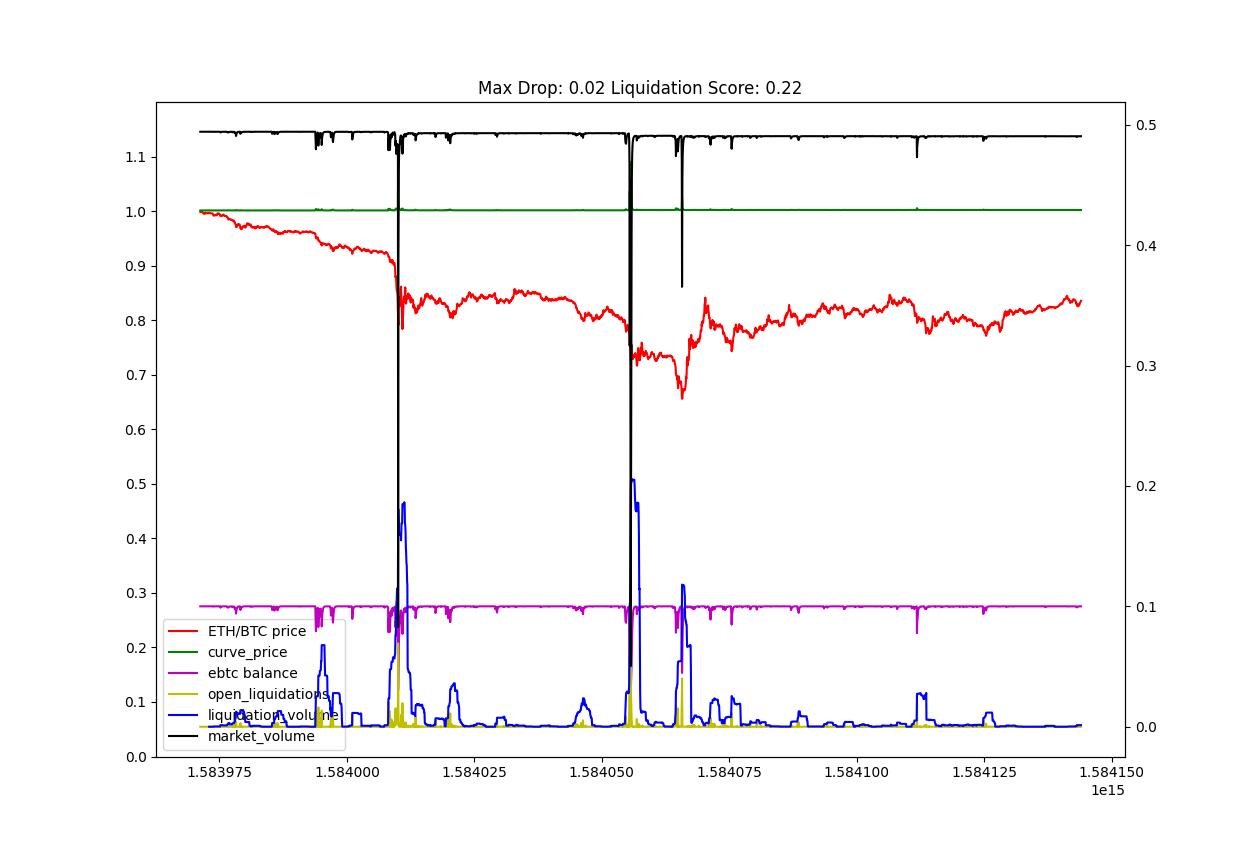 Max Drop: 0.02 Liquidation Score: 0.22
1.1
1.0
0.9
0.8
0.7
0.6
0.5
0.4
0.3
0.2
0.1
0.0
0.5
0.4
0.3
0.2
0.1
0.0
ETH/BTC price
curve_price
ebtc balance
open_liquidations
liquidation_volume
market_volume
1.583975 1.584000 1.584025 1.584050 1.584075 1.584100 1.584125 1.584150
1e15